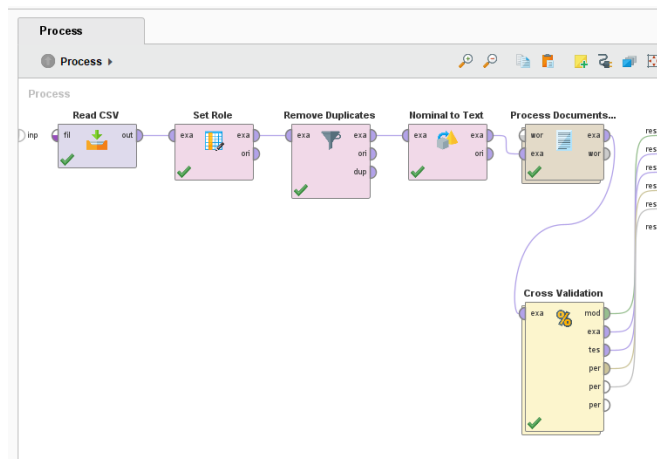 Process
Process
Process
Read CSV
Set Role
Remove Duplicates
Nominal to Text
Process Documents...
inp
fil
out
exa
exa
ori
exa
exa
ori
dup
exa
exa
ori
wor
exa
exa
wor
res
res
res
res
res
res
Cross Validation
exa
mod
exa
tes
per
per
per